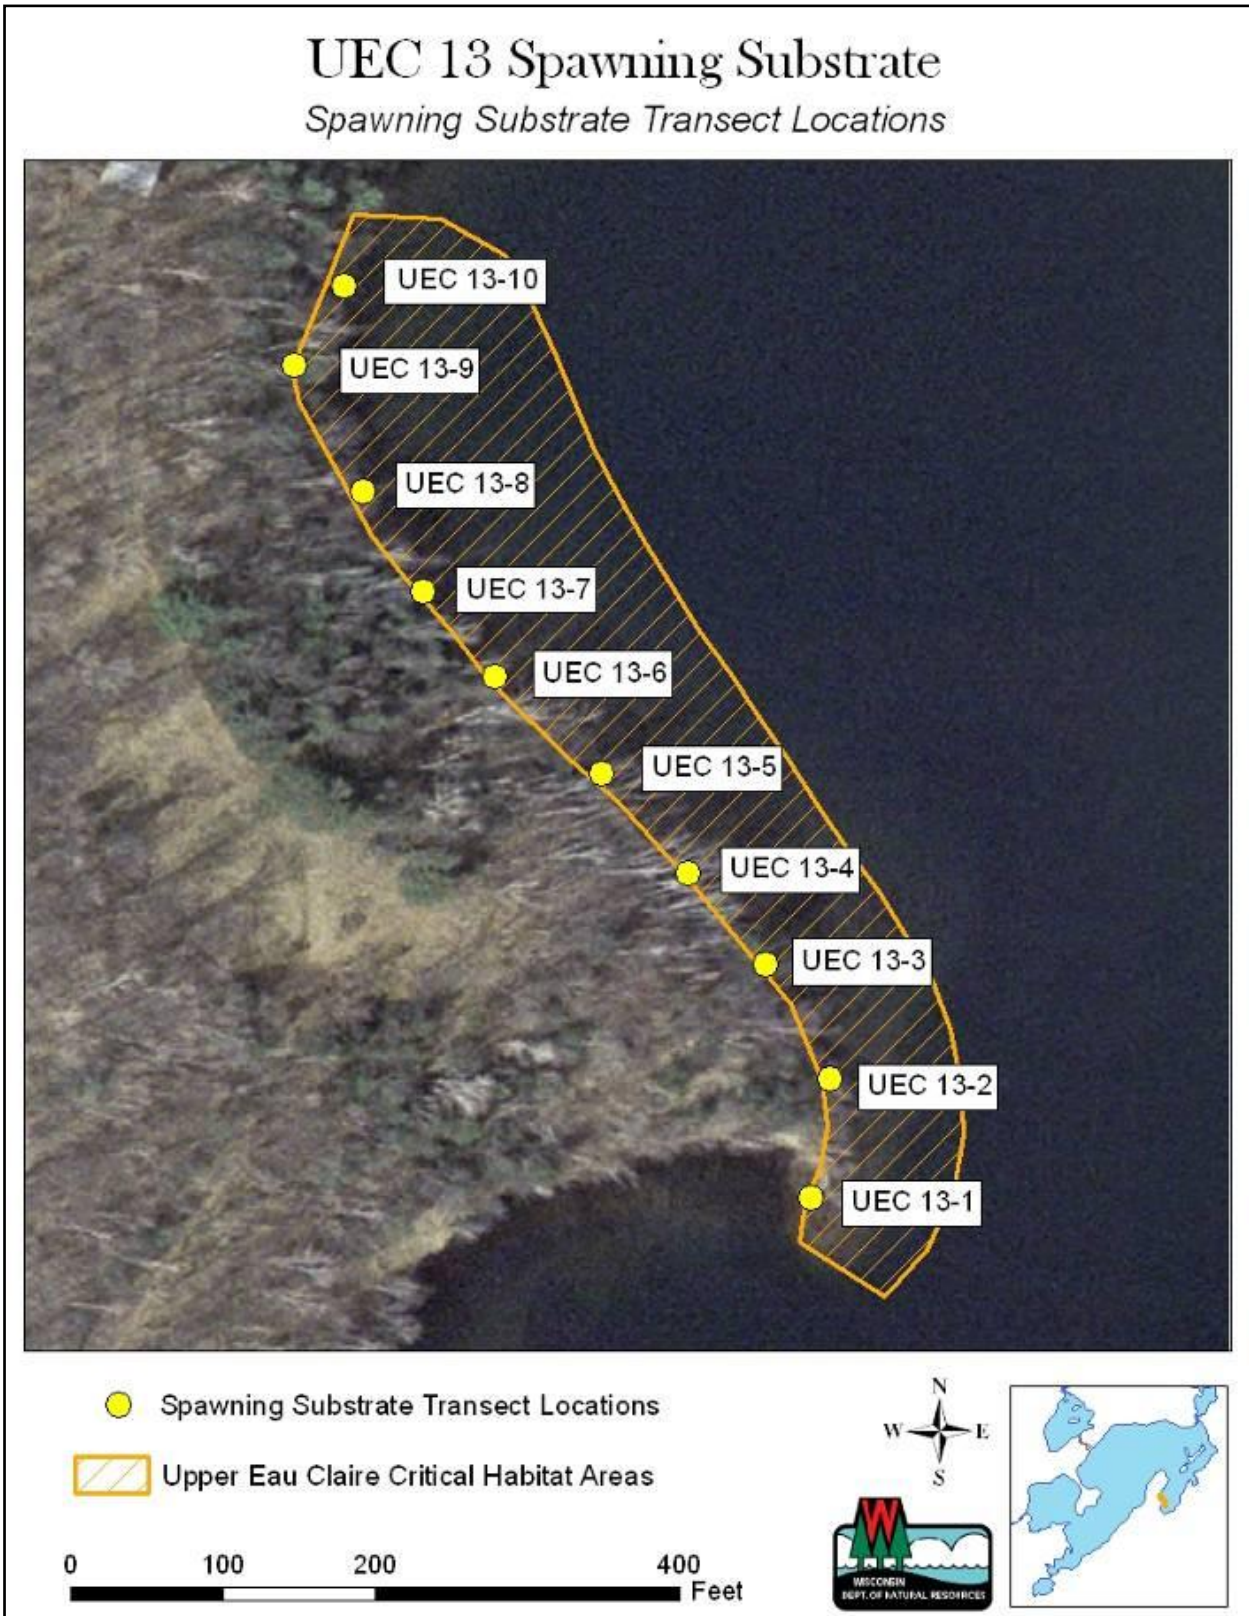 UEC 13 Spawning Substrate
Spawning Substrate Transect Locations
UEC 13-10
UEC 13-9
UEC 13-8
UEC 13-7
UEC 13-6
UEC 13-5
UEC 13-4
UEC 13-3
UEC 13-2
UEC 13-1
Spawning Substrate Transect Locations
Upper Eau Claire Critical Habitat Areas
N
W E
S
W
WISCONSIN
DEPT. OF NATURAL RESOURCES
0 100 200 400
Feet